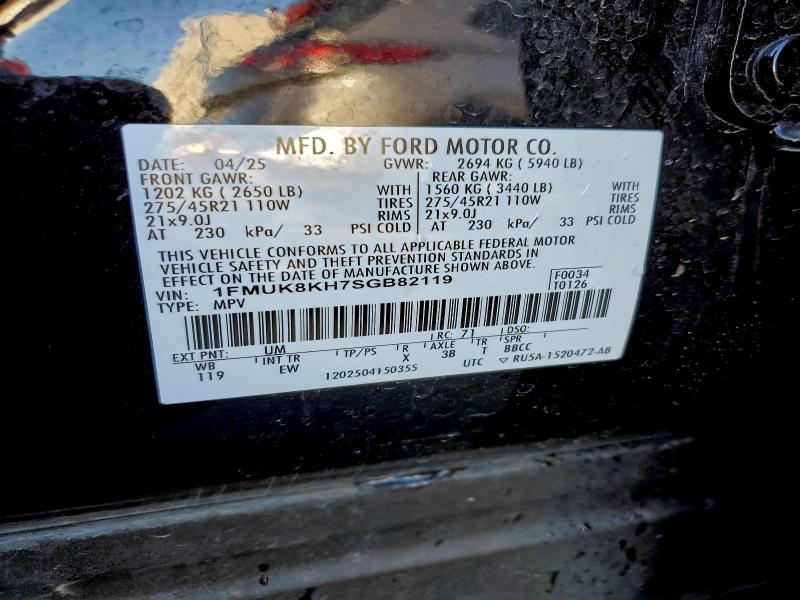 MFD. BY FORD MOTOR CO.
DATE: 04/25 GVWR: 2694 KG ( 5940 LB)
FRONT GAWR: REAR GAWR:
1202 KG ( 2650 LB) WITH 1560 KG ( 3440 LB) WITH
275/45R21 110W TIRES 275/45R21 110W TIRES
21x9.0J RIMS 21x9.0J RIMS
AT 230 kPa/ 33 PSI COLD AT 230 kPa/ 33 PSI COLD
THIS VEHICLE CONFORMS TO ALL APPLICABLE FEDERAL MOTOR
VEHICLE SAFETY AND THEFT PREVENTION STANDARDS IN
EFFECT ON THE DATE OF MANUFACTURE SHOWN ABOVE.
VIN: 1FMUK8KH7SGB82119 F0034
TYPE: MPV T0126
EXT PNT: UM RC: 71 DSO:
WB INT TR TP/PS R AXLE TR SPR
119 EW X 3B T BBCC
1202504150355 UTC ▽ RU5A-1520472-AB